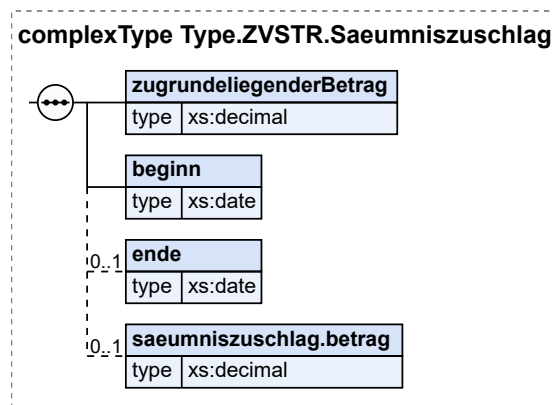 complexType Type.ZVSTR.Saeumniszuschlag
zugrundeliegenderBetrag
type xs:decimal
beginn
type xs:date
0..1 ende
type xs:date
0..1 saeumniszuschlag.betrag
type xs:decimal